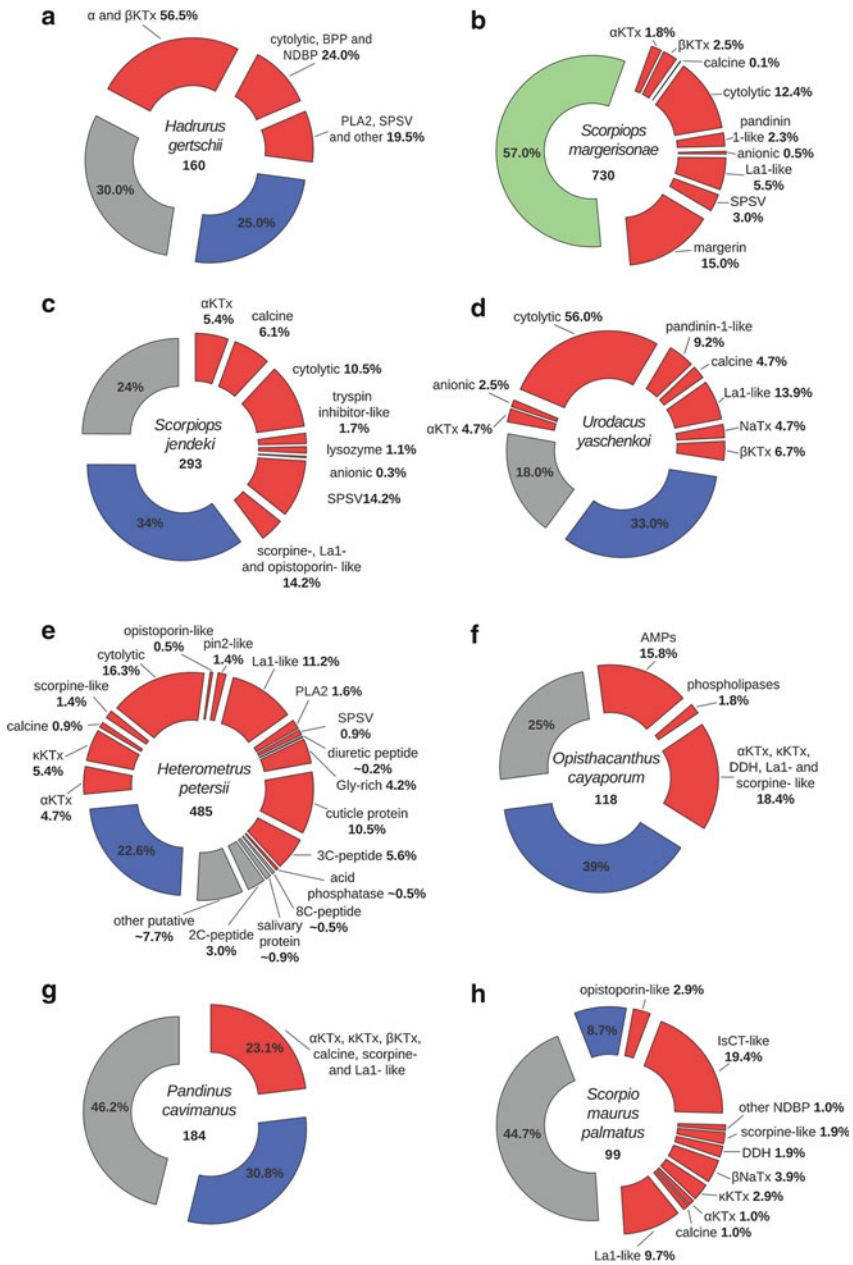 a
α and βKTx 56.5%
cytolytic, BPP and
NDBP 24.0%
PLA2, SPSV
and other 19.5%
Hadrurus
gertschii
160
30.0%
25.0%
b
αKTx 1.8%
βKTx 2.5%
calcine 0.1%
cytolytic 12.4%
pandinin
1-like 2.3%
anionic 0.5%
La1-like
5.5%
SPSV
3.0%
margerin
15.0%
57.0%
Scorpiops
margerisonae
730
c
αKTx
5.4%
calcine
6.1%
cytolytic 10.5%
tryspin
inhibitor-like
1.7%
lysozyme 1.1%
anionic 0.3%
SPSV14.2%
scorpine-, La1-
and opistoporin- like
14.2%
24%
Scorpiops
jendeki
293
34%
d
cytolytic 56.0%
pandinin-1-like
9.2%
calcine 4.7%
La1-like 13.9%
NaTx 4.7%
βKTx 6.7%
anionic 2.5%
αKTx 4.7%
Urodacus
yaschenkoi
18.0%
33.0%
e
opistoporin-like
0.5%
pin2-like
1.4%
La1-like 11.2%
cytolytic
16.3%
scorpine-like
1.4%
calcine 0.9%
κKTx
5.4%
αKTx
4.7%
PLA2 1.6%
SPSV
0.9%
diuretic peptide
~0.2%
Gly-rich 4.2%
cuticle protein
10.5%
3C-peptide 5.6%
acid
phosphatase ~0.5%
8C-peptide
~0.5%
salivary
protein
~0.9%
2C-peptide
3.0%
other putative
~7.7%
Heterometrus
petersii
485
22.6%
f
AMPs
15.8%
phospholipases
1.8%
αKTx, κKTx,
DDH, La1- and
scorpine- like
18.4%
25%
Opisthacanthus
cayaporum
118
39%
g
23.1%
αKTx, κKTx, βKTx,
calcine, scorpine-
and La1- like
46.2%
Pandinus
cavimanus
184
30.8%
h
opistoporin-like 2.9%
8.7%
IsCT-like
19.4%
other NDBP 1.0%
scorpine-like 1.9%
DDH 1.9%
βNaTx 3.9%
κKTx 2.9%
αKTx 1.0%
calcine 1.0%
La1-like 9.7%
44.7%
Scorpio
maurus
palmatus
99